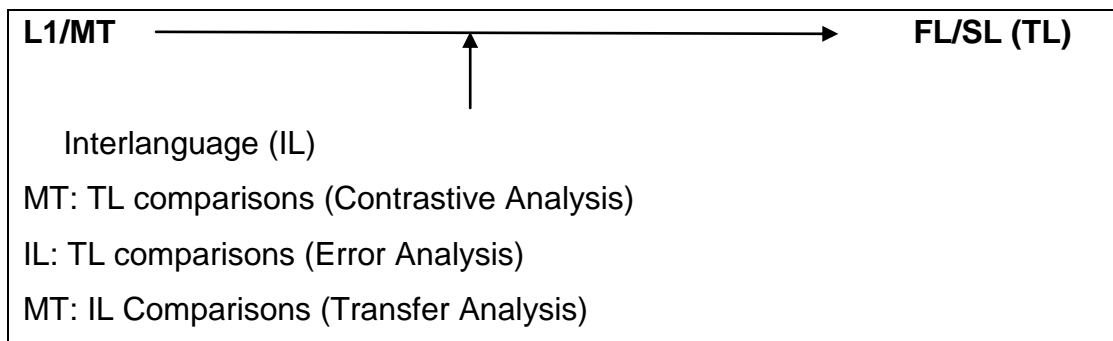 L1/MT FL/SL (TL)
Interlanguage (IL)
MT: TL comparisons (Contrastive Analysis)
IL: TL comparisons (Error Analysis)
MT: IL Comparisons (Transfer Analysis)